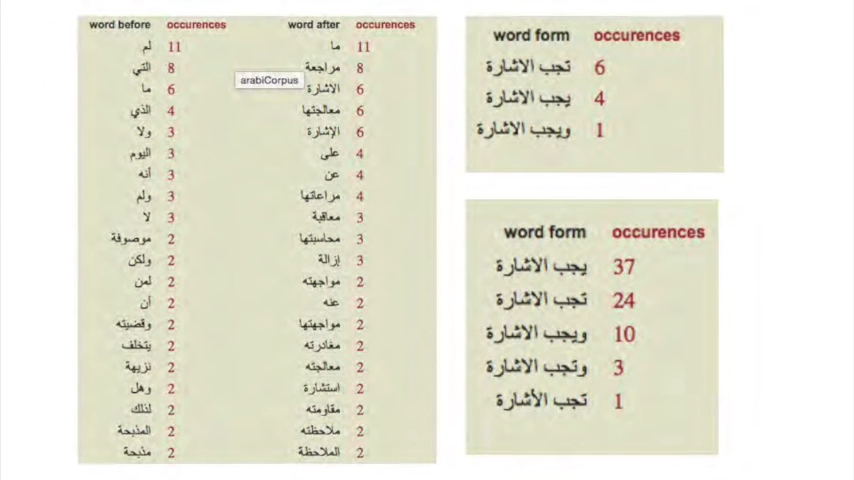 word before occurences word after occurences
لم 11 ما 11
التي 8 مراجعة 8
arabiCorpus
ما 6 الاشارة 6
الذي 4 معالجتها 6
ولا 3 الإشارة 6
اليوم 3 على 4
أنه 3 عن 4
ولم 3 مراعاتها 4
لا 3 معاقبة 3
موصوفة 2 محاسبتها 3
ولكن 2 إزالة 3
لمن 2 مواجهته 2
أن 2 عنه 2
وقضيته 2 مواجهتها 2
يتخلف 2 مغادرته 2
نزيهة 2 معالجته 2
وهل 2 استشارة 2
لذلك 2 مقاومته 2
المذبحة 2 ملاحظته 2
مذبحة 2 الملاحظة 2
word form occurences
تجب الاشارة 6
يجب الاشارة 4
ويجب الاشارة 1
word form occurences
يجب الاشارة 37
تجب الاشارة 24
ويجب الاشارة 10
وتجب الاشارة 3
تجب الأشارة 1